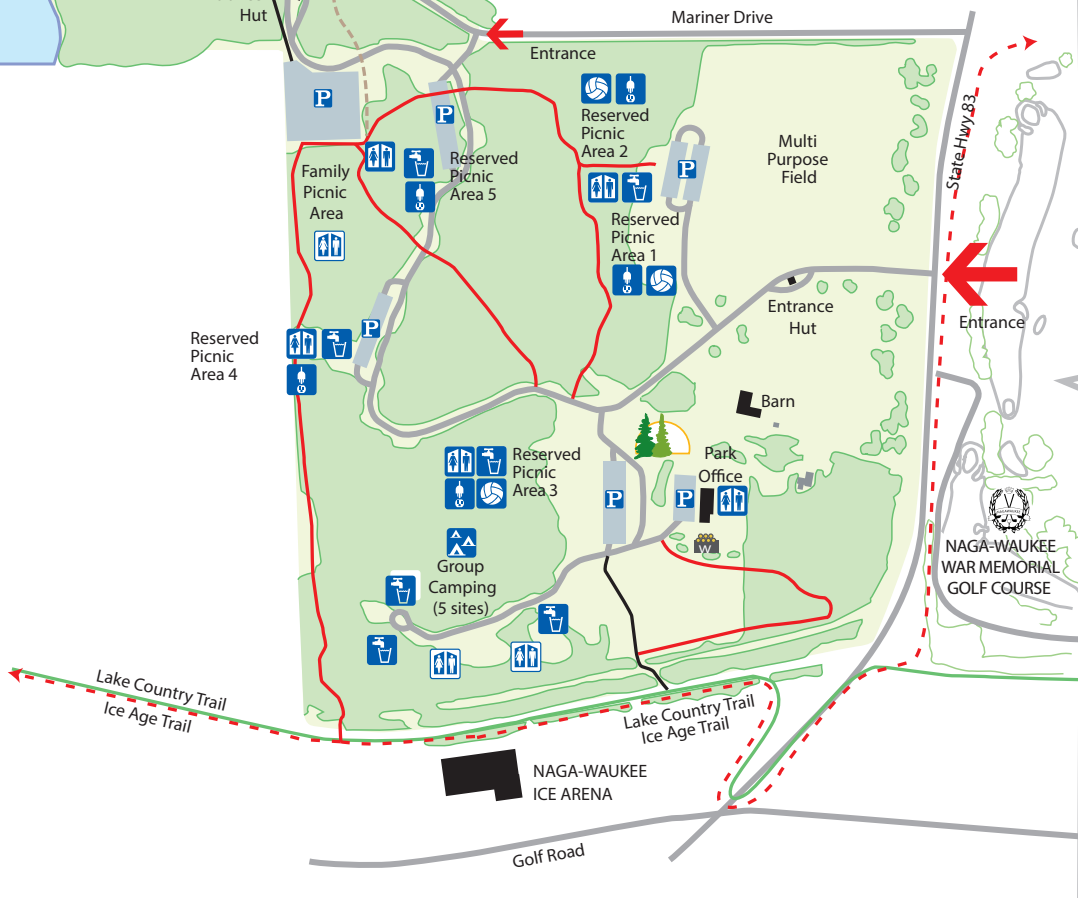 Hut
Mariner Drive
Entrance
P
P
Reserved
Picnic
Area 2
Multi
Purpose
Field
State Hwy 83
Reserved
Picnic
Area 5
P
Family
Picnic
Area
Reserved
Picnic
Area 1
Entrance
Hut
Entrance
P
Reserved
Picnic
Area 4
Barn
Park
Office
Reserved
Picnic
Area 3
P
P
W
NAGA-WAUKEE
WAR MEMORIAL
GOLF COURSE
Group
Camping
(5 sites)
Lake Country Trail
Ice Age Trail
Lake Country Trail
Ice Age Trail
NAGA-WAUKEE
ICE ARENA
Golf Road